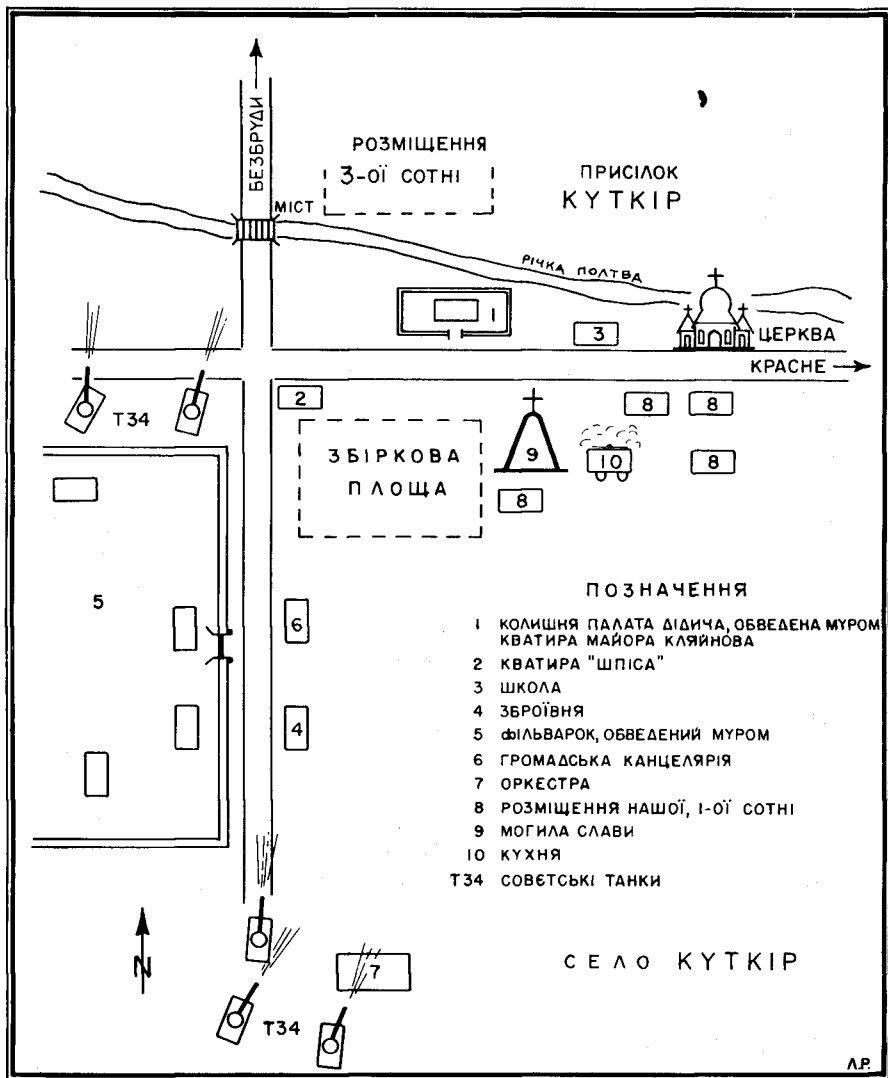 БЕЗБРУДИ
РОЗМІЩЕННЯ
3-ОЇ СОТНІ
ПРИСІЛОК
КУТКІР
МІСТ
РІЧКА ПОЛТВА
1
3
ЦЕРКВА
КРАСНЕ
Т34
2
8
8
ЗБІРКОВА
ПЛОЩА
9
10
8
8
5
6
4
ПОЗНАЧЕННЯ
1 КОЛИШНЯ ПАЛАТА ДІДИЧА, ОБВЕДЕНА МУРОМ
КВАТИРА МАЙОРА КЛЯЙНОВА
2 КВАТИРА "ШПІСА"
3 ШКОЛА
4 ЗБРОЇВНЯ
5 ФІЛЬВАРОК, ОБВЕДЕНИЙ МУРОМ
6 ГРОМАДСЬКА КАНЦЕЛЯРІЯ
7 ОРКЕСТРА
8 РОЗМІЩЕННЯ НАШОЇ, 1-ОЇ СОТНІ
9 МОГИЛА СЛАВИ
10 КУХНЯ
Т34 СОВЄТСЬКІ ТАНКИ
N
7
СЕЛО КУТКІР
Т34
Л.Р.